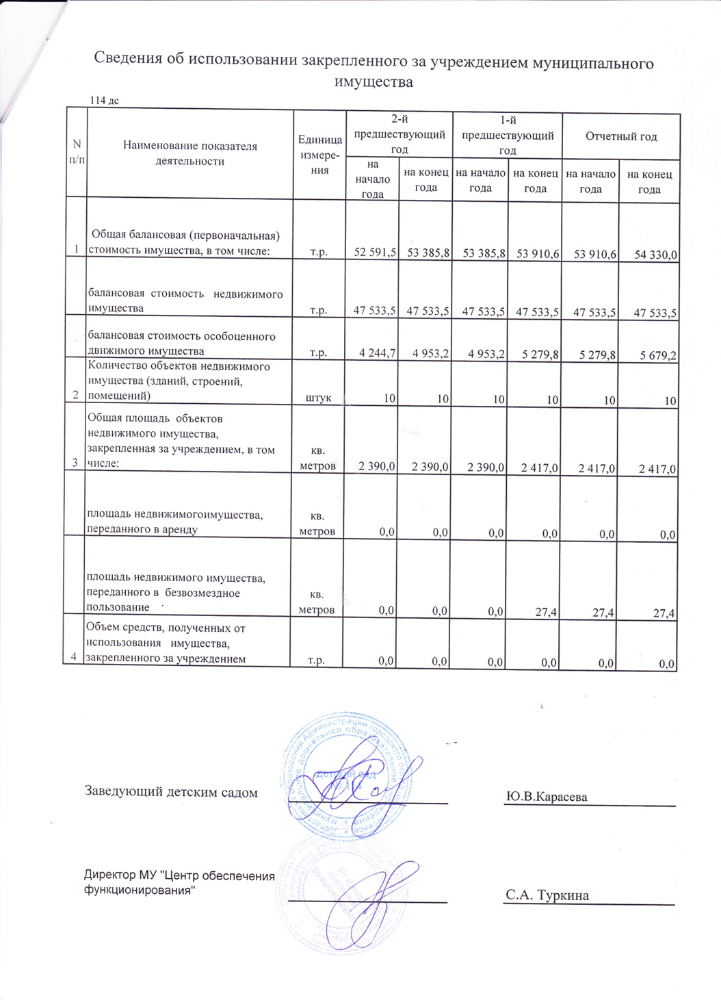 Сведения об использовании закрепленного за учреждением муниципального
имущества
114 дс
N
п/п
Наименование показателя
деятельности
Единица
измере-
ния
2-й
предшествующий
год
1-й
предшествующий
год
Отчетный год
на
начало
года
на конец
года
на начало
года
на конец
года
на начало
года
на конец
года
Общая балансовая (первоначальная)
1 стоимость имущества, в том числе: т.р. 52 591,5 53 385,8 53 385,8 53 910,6 53 910,6 54 330,0
балансовая стоимость недвижимого
имущества т.р. 47 533,5 47 533,5 47 533,5 47 533,5 47 533,5 47 533,5
балансовая стоимость особоценного
движимого имущества т.р. 4 244,7 4 953,2 4 953,2 5 279,8 5 279,8 5 679,2
Количество объектов недвижимого
имущества (зданий, строений,
2 помещений) штук 10 10 10 10 10 10
Общая площадь объектов
недвижимого имущества,
закрепленная за учреждением, в том кв.
3 числе: метров 2 390,0 2 390,0 2 390,0 2 417,0 2 417,0 2 417,0
площадь недвижимогоимущества, кв.
переданного в аренду метров 0,0 0,0 0,0 0,0 0,0 0,0
площадь недвижимого имущества,
переданного в безвозмездное кв.
пользование метров 0,0 0,0 0,0 27,4 27,4 27,4
Объем средств, полученных от
использования имущества,
4 закрепленного за учреждением т.р. 0,0 0,0 0,0 0,0 0,0 0,0
детский сад
Заведующий детским садом Ю.В.Карасева
Директор МУ "Центр обеспечения
функционирования" С.А. Туркина